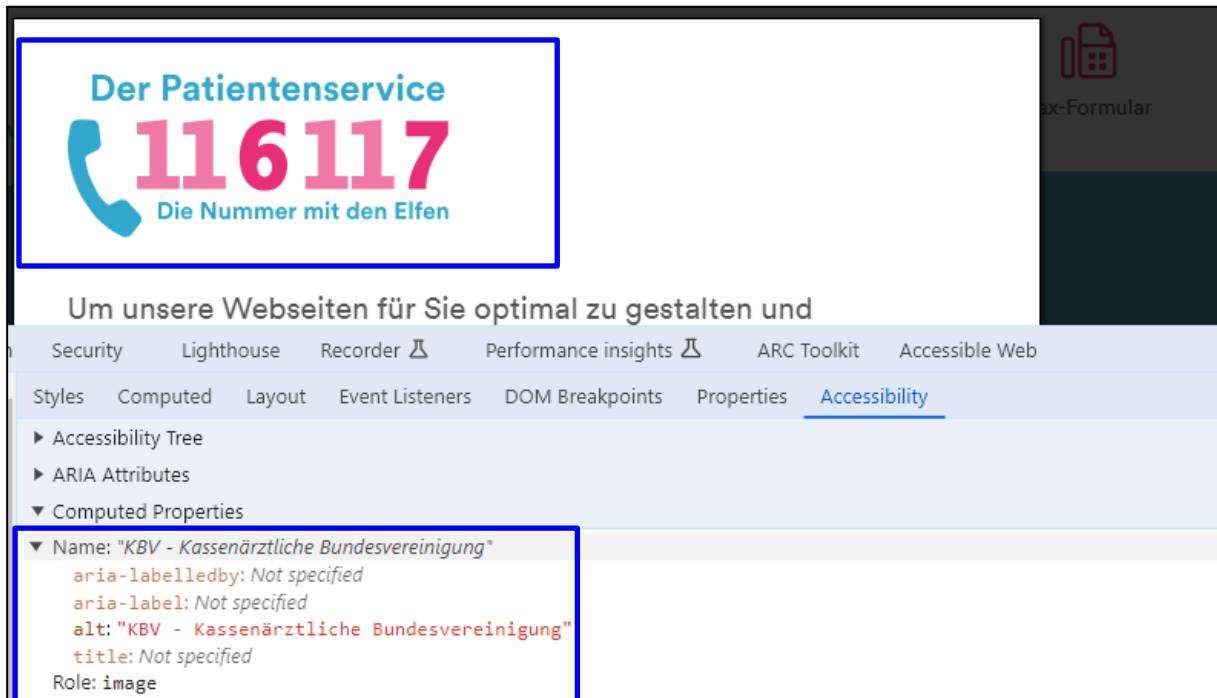 Der Patientenservice
116117
Die Nummer mit den Elfen
ax-Formular
Um unsere Webseiten für Sie optimal zu gestalten und
Security Lighthouse Recorder Performance insights ARC Toolkit Accessible Web
Styles Computed Layout Event Listeners DOM Breakpoints Properties Accessibility
Accessibility Tree
ARIA Attributes
Computed Properties
Name: "KBV - Kassenärztliche Bundesvereinigung"
aria-labelledby: Not specified
aria-label: Not specified
alt: "KBV - Kassenärztliche Bundesvereinigung"
title: Not specified
Role: image